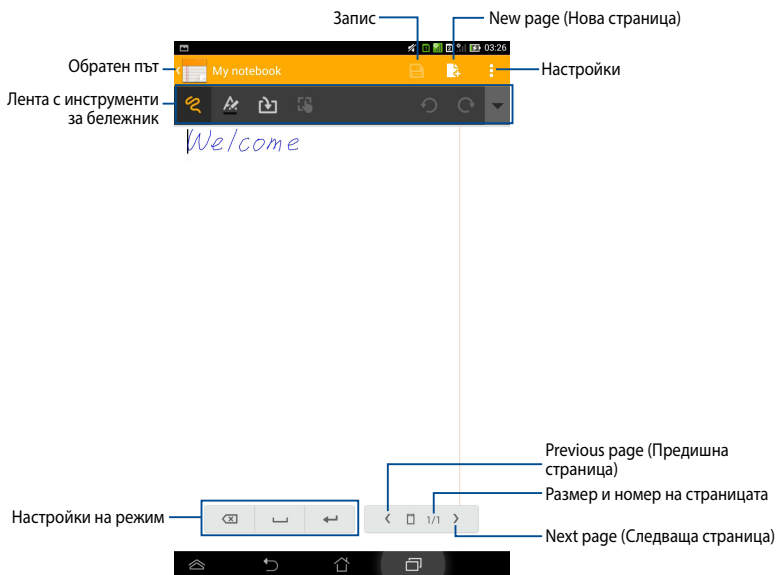 Запис
New page (Нова страница)
03:26
Обратен път
My notebook
Настройки
Лента с инструменти
за бележник
Welcome
Previous page (Предишна
страница)
Размер и номер на страницата
Настройки на режим
1/1
Next page (Следваща страница)